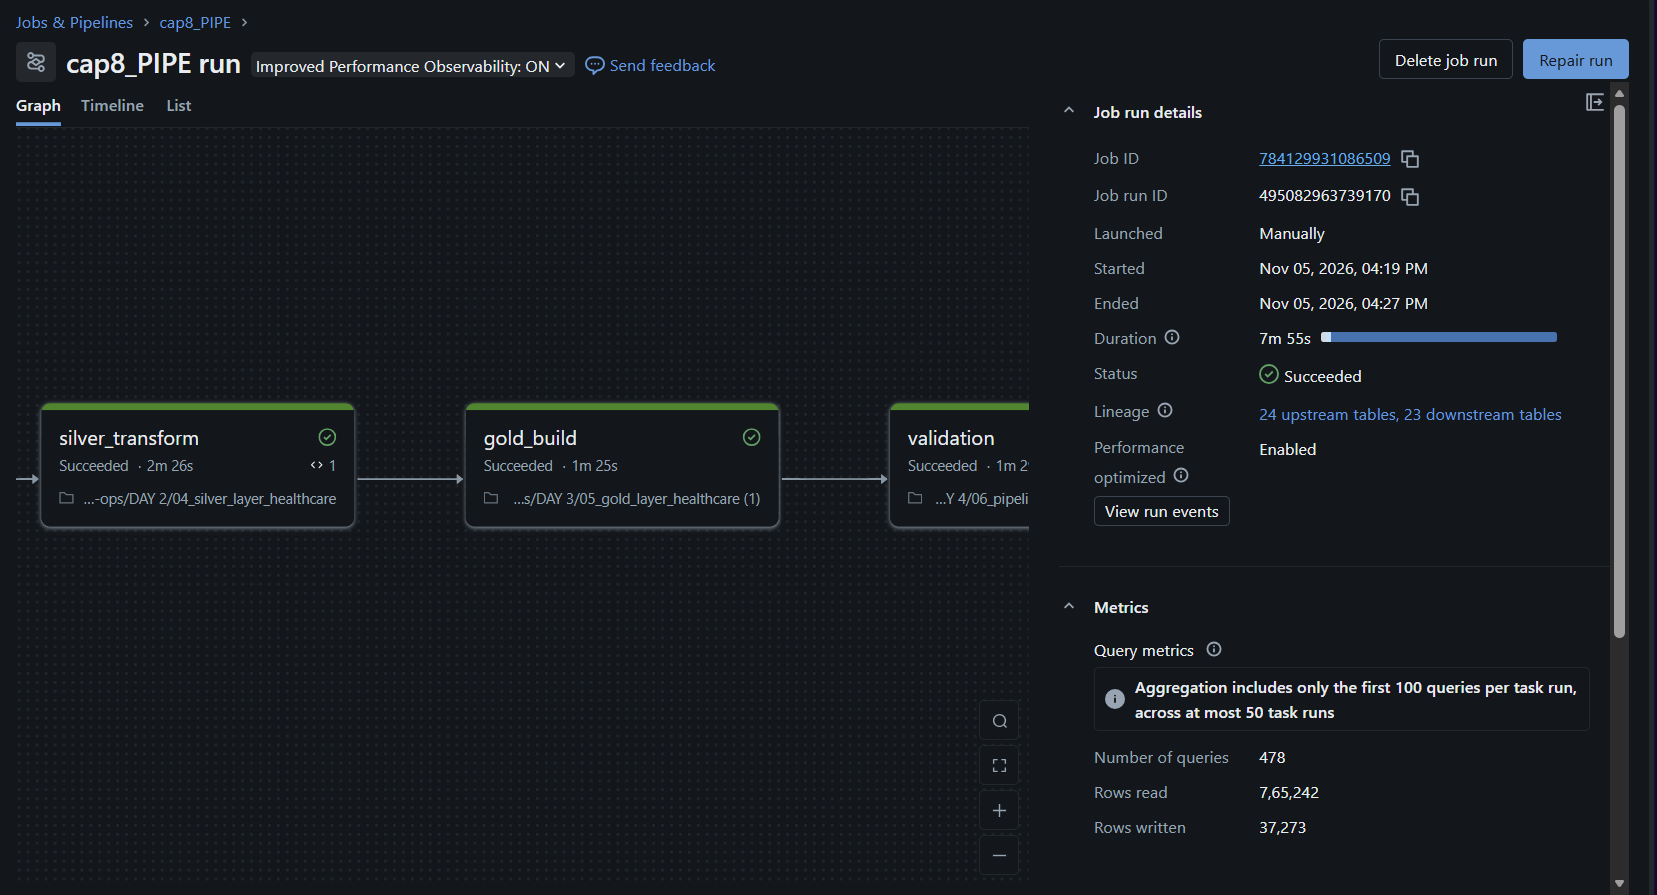 Jobs & Pipelines > cap8_PIPE >
cap8_PIPE run Improved Performance Observability: ON Send feedback
Delete job run Repair run
Graph Timeline List
silver_transform
Succeeded · 2m 26s <> 1
...-ops/DAY 2/04_silver_layer_healthcare
gold_build
Succeeded · 1m 25s
...s/DAY 3/05_gold_layer_healthcare (1)
validation
Succeeded · 1m 2
...Y 4/06_pipeli
Job run details
Job ID 784129931086509
Job run ID 495082963739170
Launched Manually
Started Nov 05, 2026, 04:19 PM
Ended Nov 05, 2026, 04:27 PM
Duration 7m 55s
Status Succeeded
Lineage 24 upstream tables, 23 downstream tables
Performance optimized Enabled
View run events
Metrics
Query metrics
Aggregation includes only the first 100 queries per task run,
across at most 50 task runs
Number of queries 478
Rows read 7,65,242
Rows written 37,273